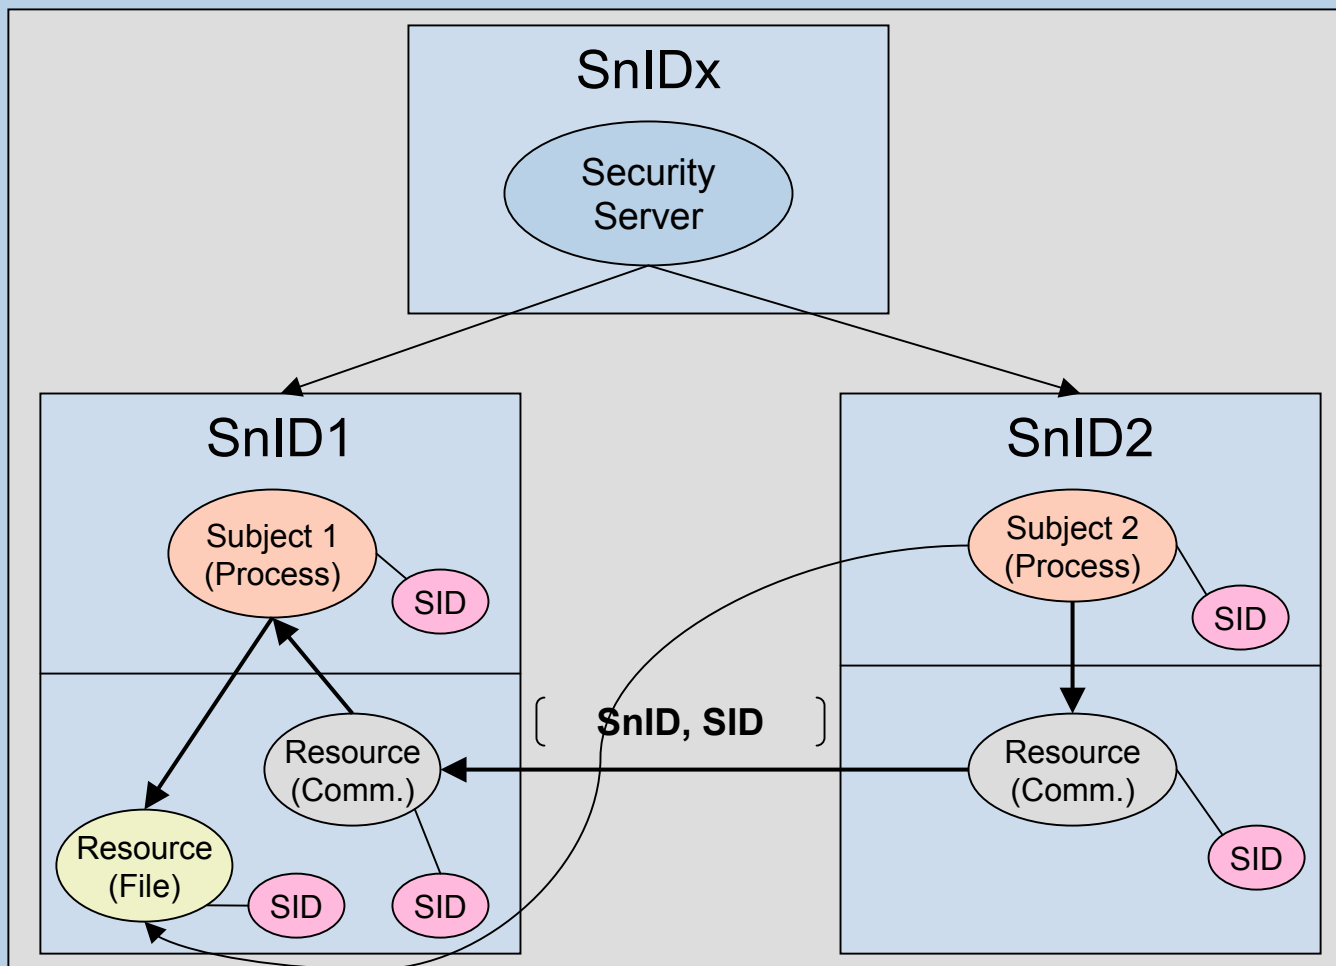 SnIDx
Security
Server
SnID1
Subject 1
(Process)
SID
Resource
(Comm.)
SID
Resource
(File)
SID
SnID, SID
SnID2
Subject 2
(Process)
SID
Resource
(Comm.)
SID